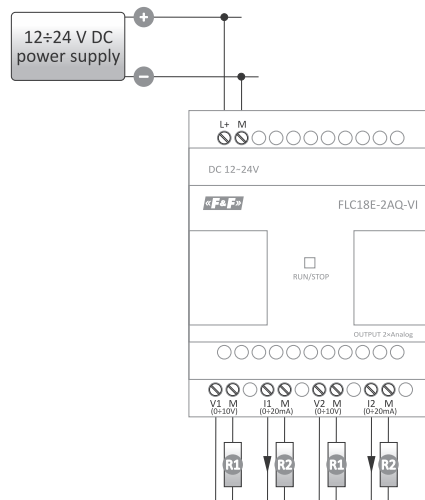 +
12÷24 V DC
power supply
−
L+ M
DC 12-24V
«F&F»
FLC18E-2AQ-VI
RUN/STOP
OUTPUT 2×Analog
V1 M I1 M V2 M I2 M
(0÷10V) (0÷20mA) (0÷10V) (0÷20mA)
R1 R2 R1 R2